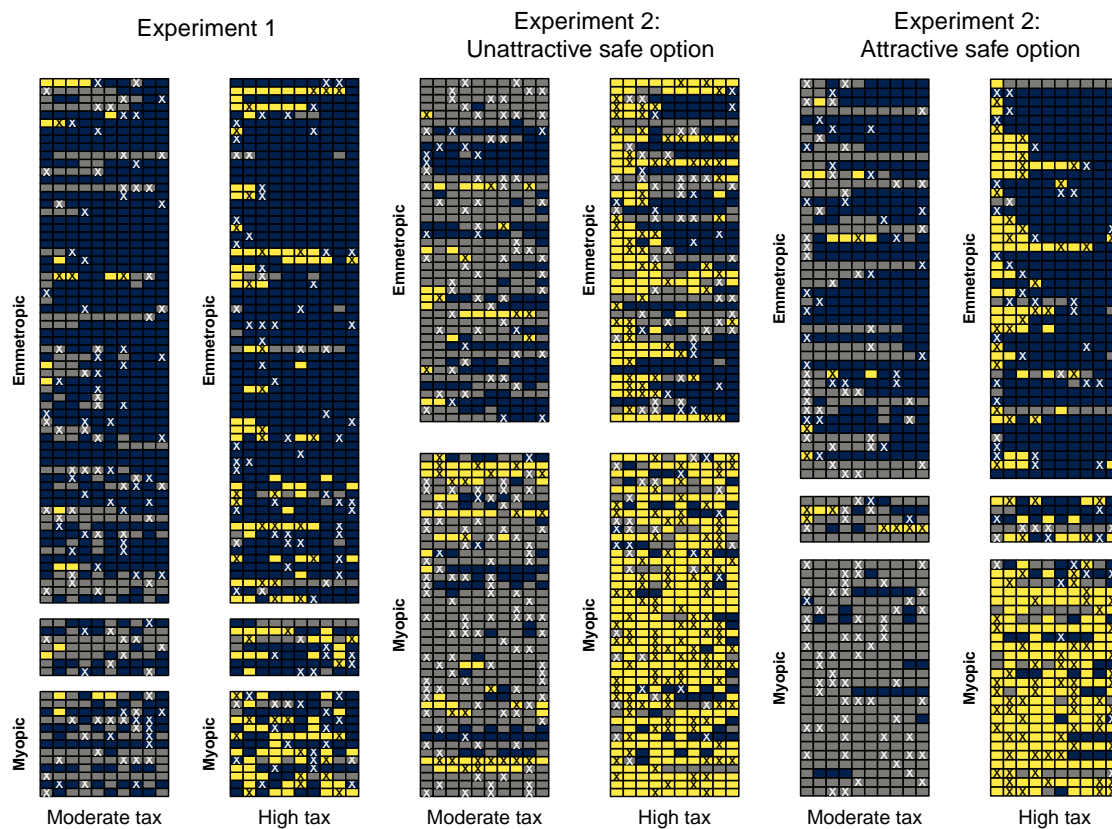 Experiment 1
Experiment 2:
Unattractive safe option
Experiment 2:
Attractive safe option
Emmetropic
Emmetropic
Emmetropic
Emmetropic
Emmetropic
Emmetropic
Myopic
Myopic
Myopic
Myopic
Myopic
Myopic
Moderate tax
High tax
Moderate tax
High tax
Moderate tax
High tax